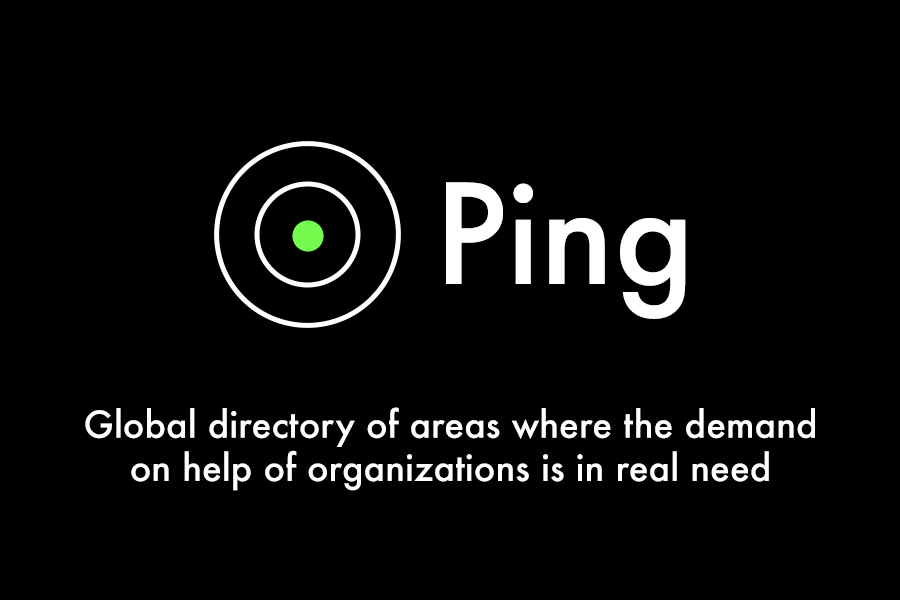 Ping
Global directory of areas where the demand
on help of organizations is in real need